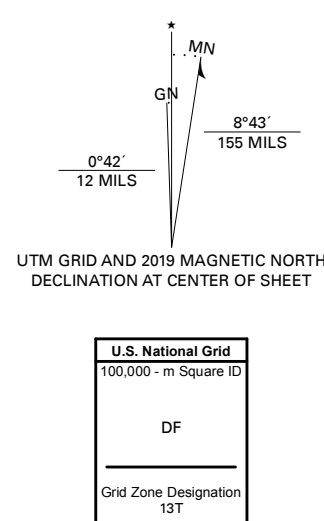 ★
MN
GN
8°43´
155 MILS
0°42´
12 MILS
UTM GRID AND 2019 MAGNETIC NORTH
DECLINATION AT CENTER OF SHEET
U.S. National Grid
100,000 - m Square ID
DF
Grid Zone Designation
13T